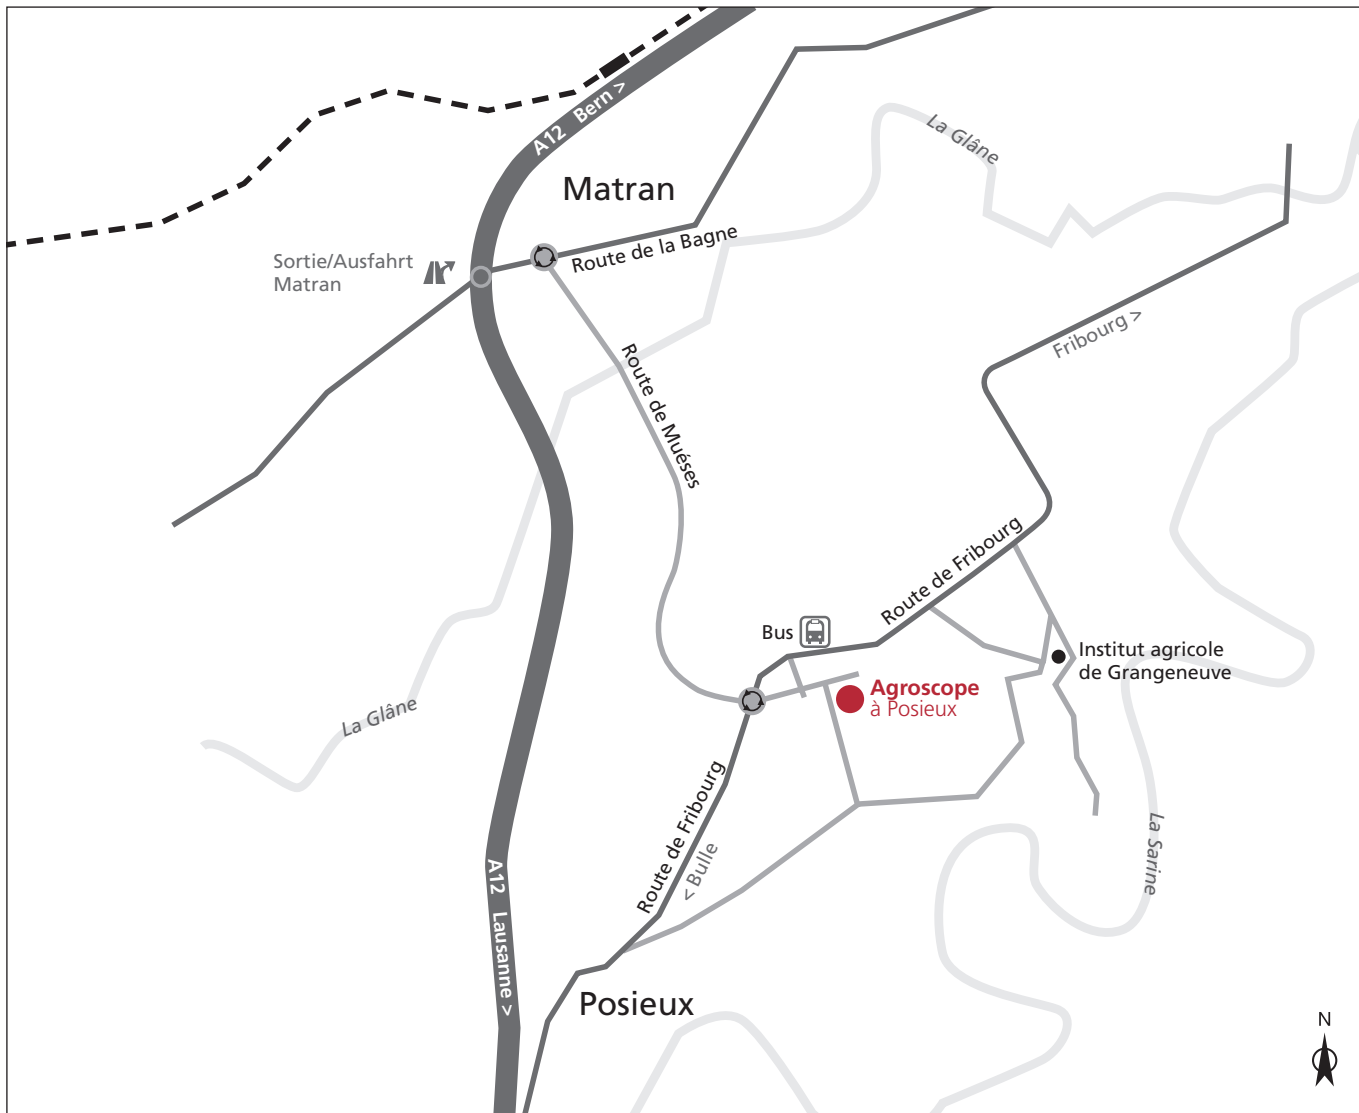 A12 Bern >
La Glâne
Matran
Route de la Bagne
Sortie/Ausfahrt
Matran
Fribourg >
Route de Muéses
Route de Fribourg
Bus
Institut agricole
de Grangeneuve
Agroscope
à Posieux
La Glâne
Route de Fribourg
< Bulle
La Sarine
A12 Lausanne >
Posieux
N